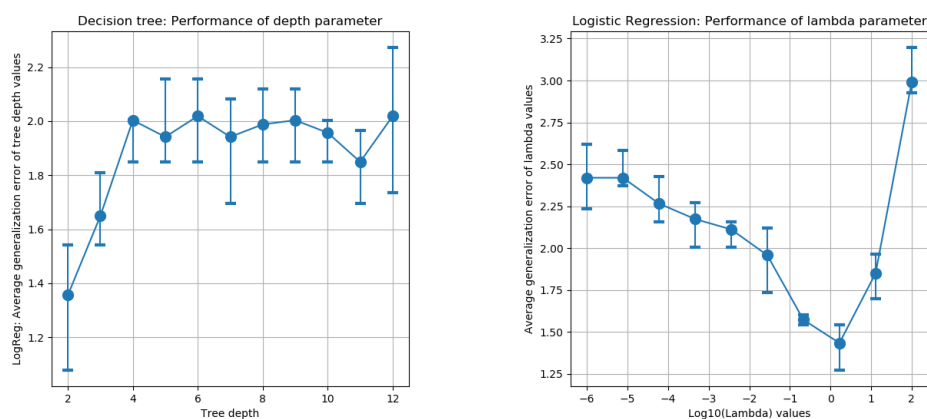 Decision tree: Performance of depth parameter
LogReg: Average generalization error of tree depth values
2.2
2.0
1.8
1.6
1.4
1.2
2 4 6 8 10 12
Tree depth
Logistic Regression: Performance of lambda parameter
Average generalization error of lambda values
3.25
3.00
2.75
2.50
2.25
2.00
1.75
1.50
1.25
−6 −5 −4 −3 −2 −1 0 1 2
Log10(Lambda) values